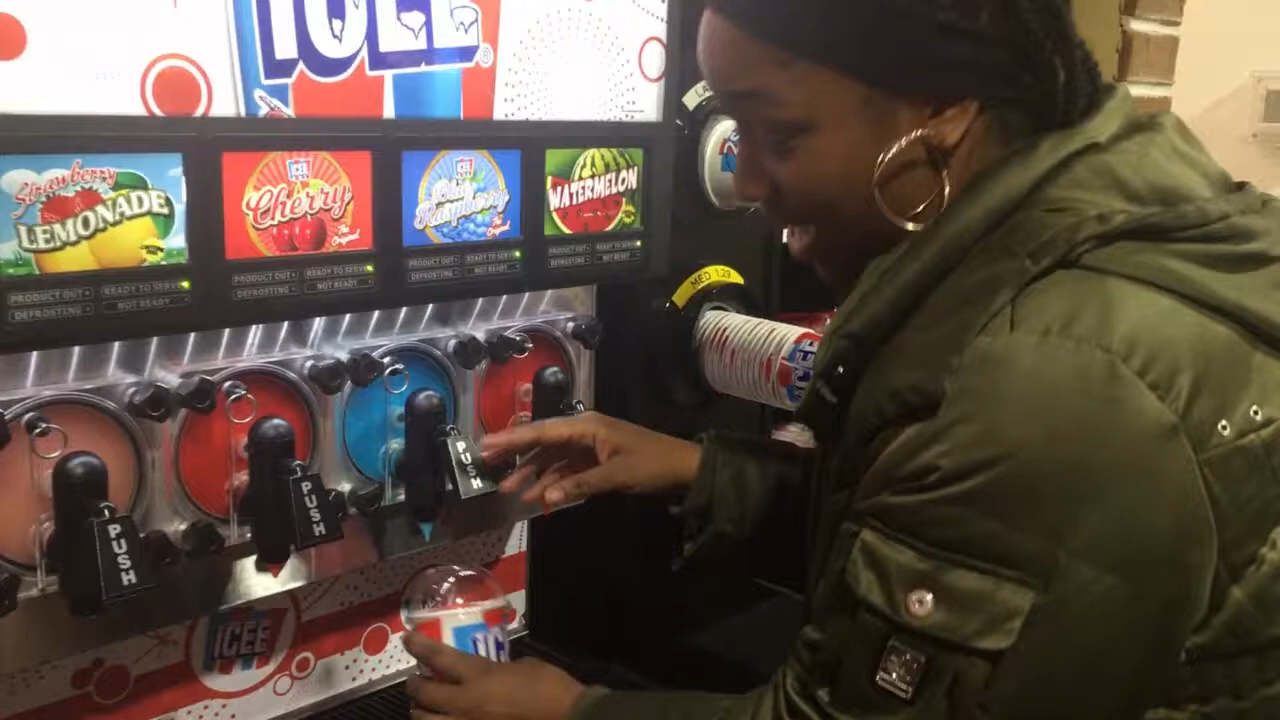 ICEE®
Strawberry
LEMONADE
ICEE
Cherry
The
Original
ICEE
Blue
Raspberry
The
Original
WATERMELON
PRODUCT OUT
READY TO SERVE
DEFROSTING
NOT READY
PRODUCT OUT
READY TO SERVE
DEFROSTING
NOT READY
PRODUCT OUT
READY TO SERVE
DEFROSTING
NOT READY
PRODUCT OUT
READY TO SERVE
DEFROSTING
NOT READY
MED 1.29
ICEE
PUSH
PUSH
PUSH
ICEE